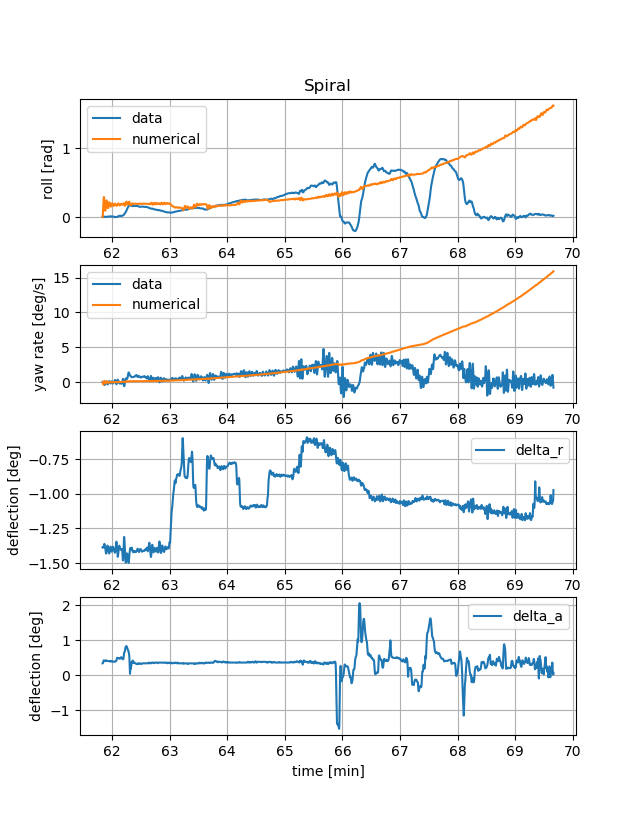 Spiral
roll [rad]
1
0
data
numerical
62 63 64 65 66 67 68 69 70
yaw rate [deg/s]
15
10
5
0
data
numerical
62 63 64 65 66 67 68 69 70
deflection [deg]
−0.75
−1.00
−1.25
−1.50
delta_r
62 63 64 65 66 67 68 69 70
deflection [deg]
2
1
0
−1
delta_a
62 63 64 65 66 67 68 69 70
time [min]